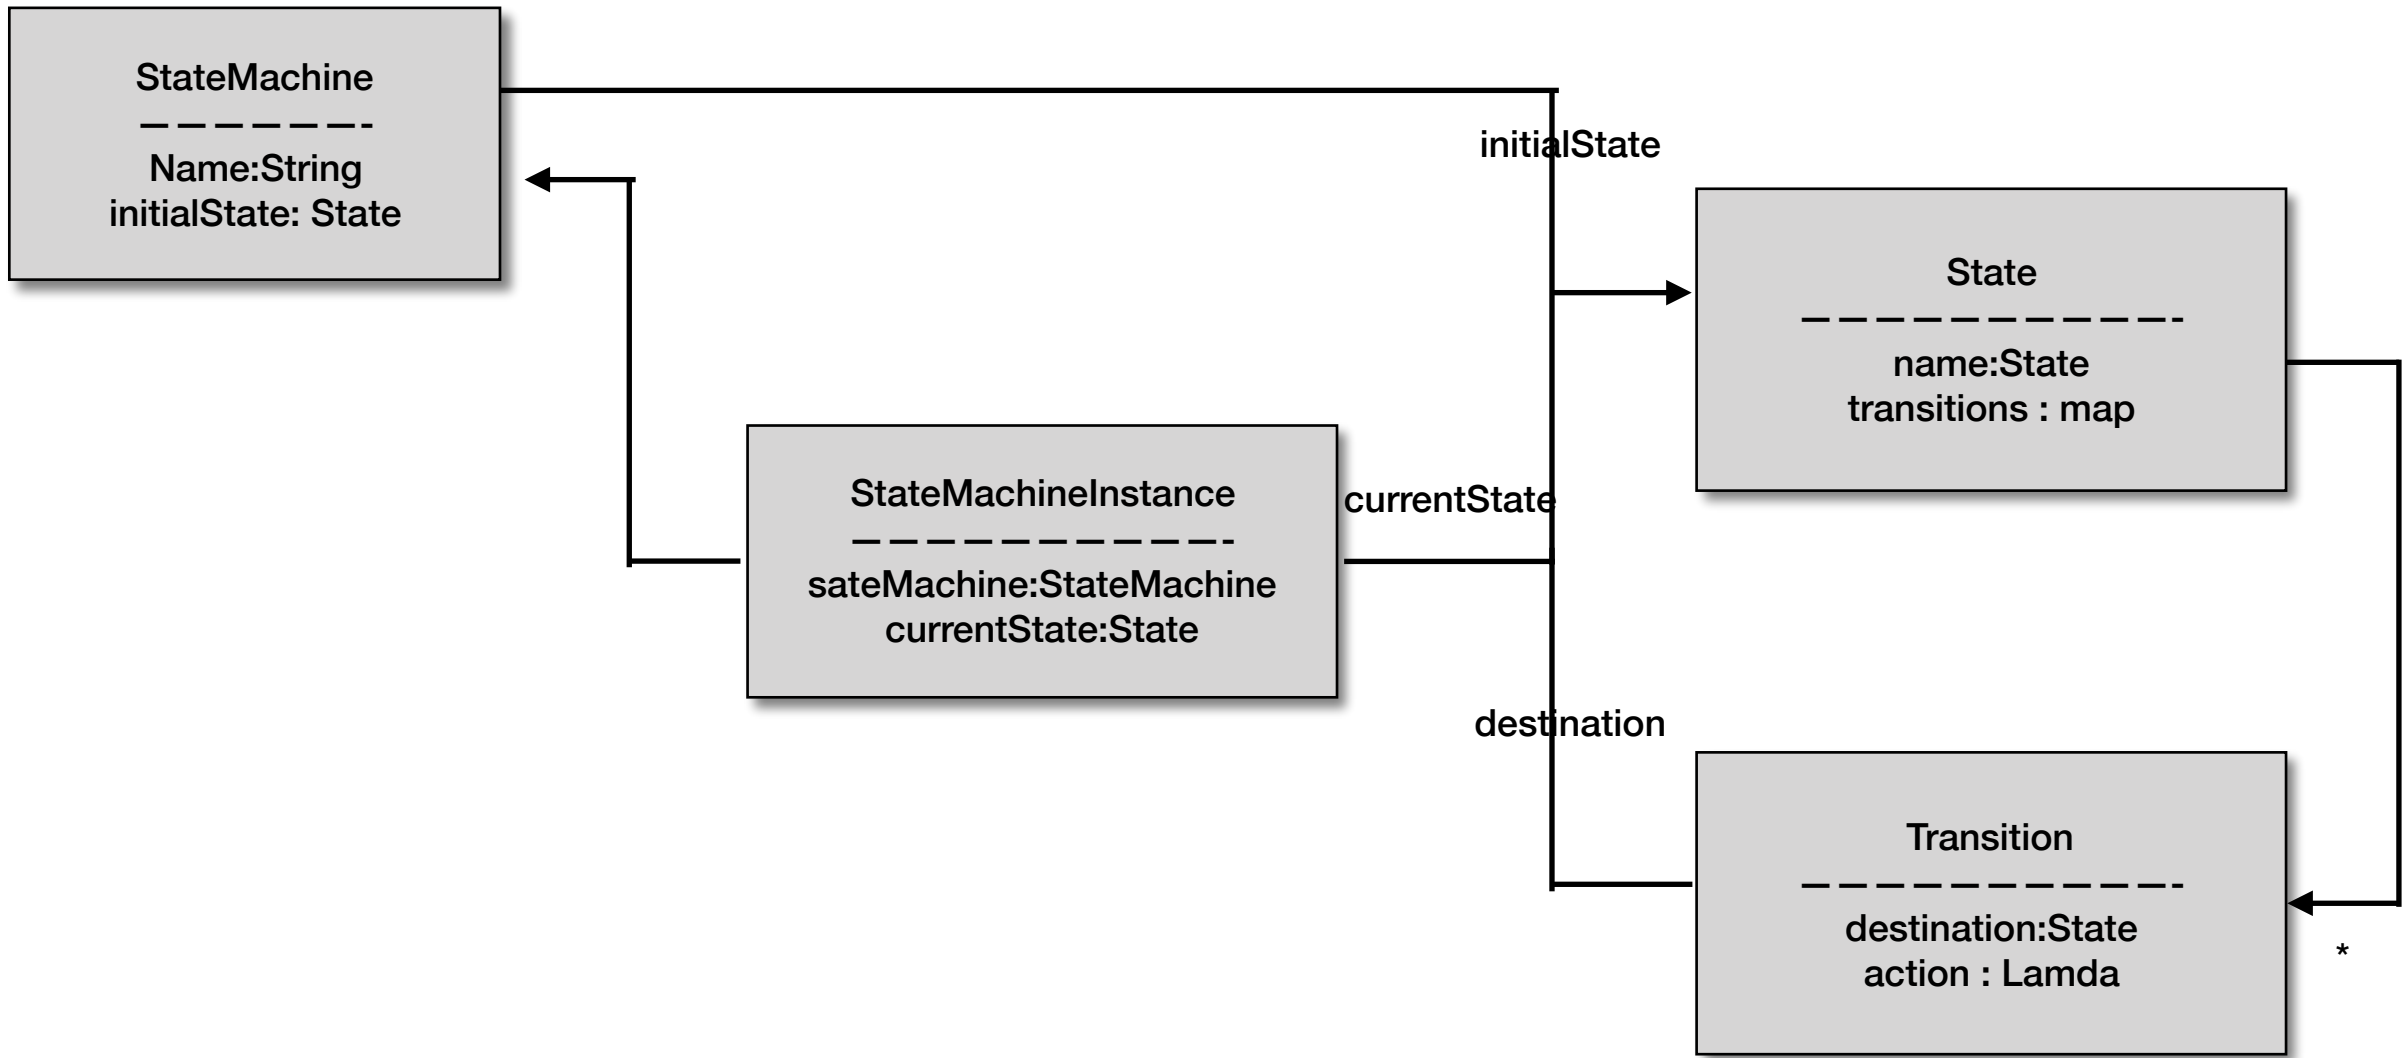 StateMachine
— — — — — — -
Name:String
initialState: State
initialState
State
— — — — — — — — — — -
name:State
transitions : map
StateMachineInstance
— — — — — — — — — — -
sateMachine:StateMachine
currentState:State
currentState
destination
Transition
— — — — — — — — — — -
destination:State
action : Lamda
*